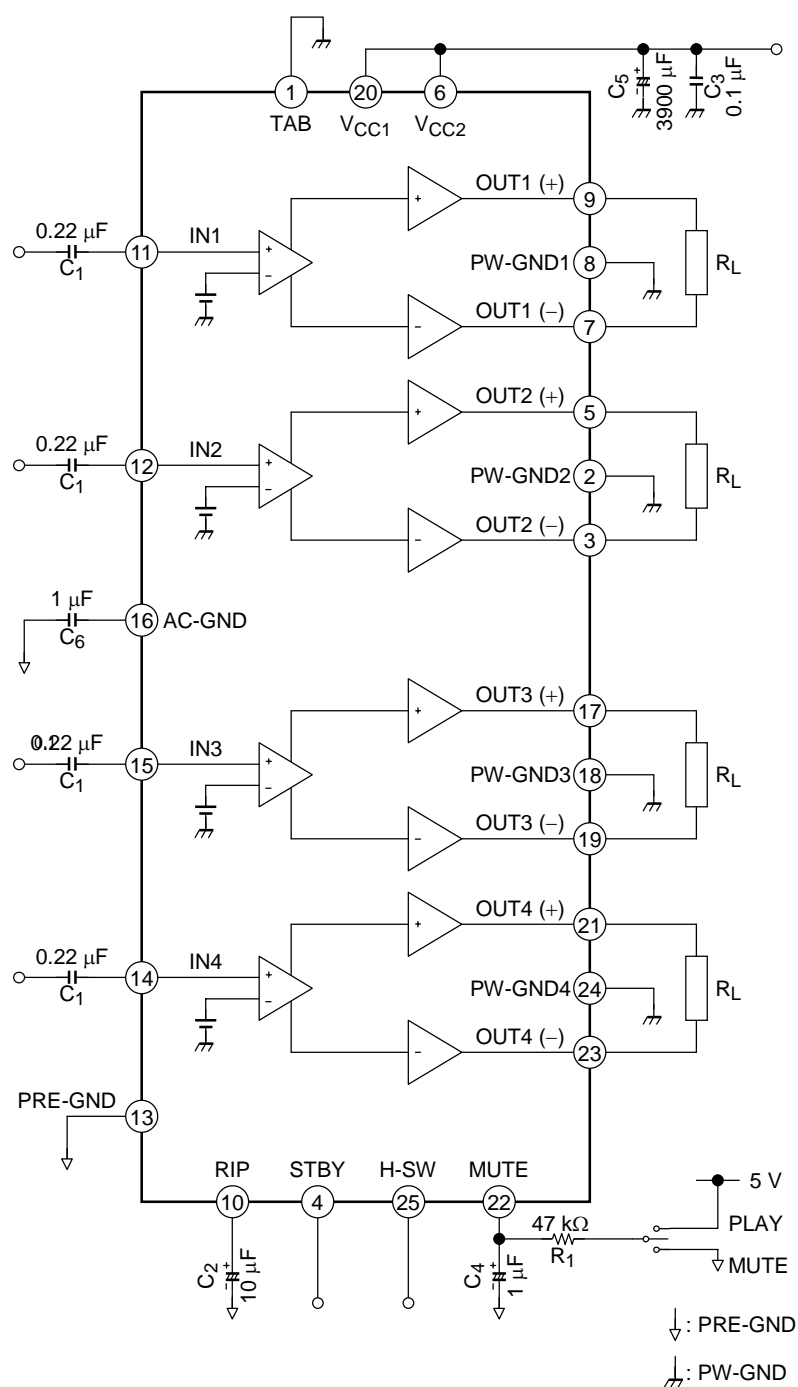 1
20
6
TAB
VCC1
VCC2
C5
3900 µF
C3
0.1 µF
0.22 µF
C1
11
IN1
+
−
+
−
OUT1 (+)
9
PW-GND1
8
OUT1 (−)
7
RL
0.22 µF
C1
12
IN2
+
−
+
−
OUT2 (+)
5
PW-GND2
2
OUT2 (−)
3
RL
1 µF
C6
16
AC-GND
0.22 µF
C1
15
IN3
+
−
+
−
OUT3 (+)
17
PW-GND3
18
OUT3 (−)
19
RL
0.22 µF
C1
14
IN4
+
−
+
−
OUT4 (+)
21
PW-GND4
24
OUT4 (−)
23
RL
PRE-GND
13
RIP
STBY
H-SW
MUTE
10
4
25
22
C2
10 µF
C4
1 µF
47 kΩ
R1
5 V
PLAY
MUTE
: PRE-GND
: PW-GND